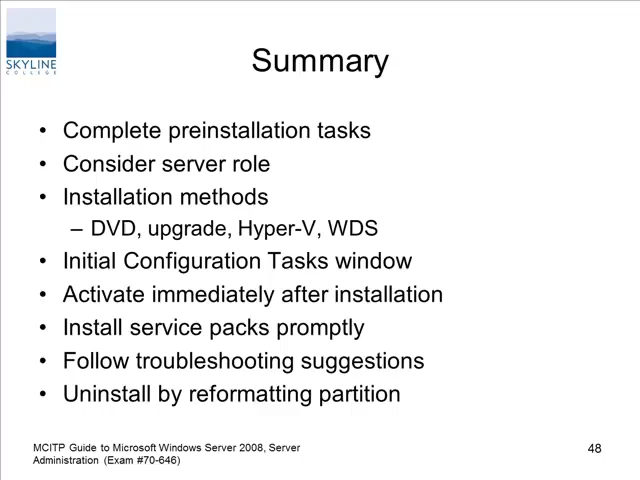 SKYLINE
COLLEGE
Summary
• Complete preinstallation tasks
• Consider server role
• Installation methods
– DVD, upgrade, Hyper-V, WDS
• Initial Configuration Tasks window
• Activate immediately after installation
• Install service packs promptly
• Follow troubleshooting suggestions
• Uninstall by reformatting partition
MCITP Guide to Microsoft Windows Server 2008, Server
Administration (Exam #70-646)
48